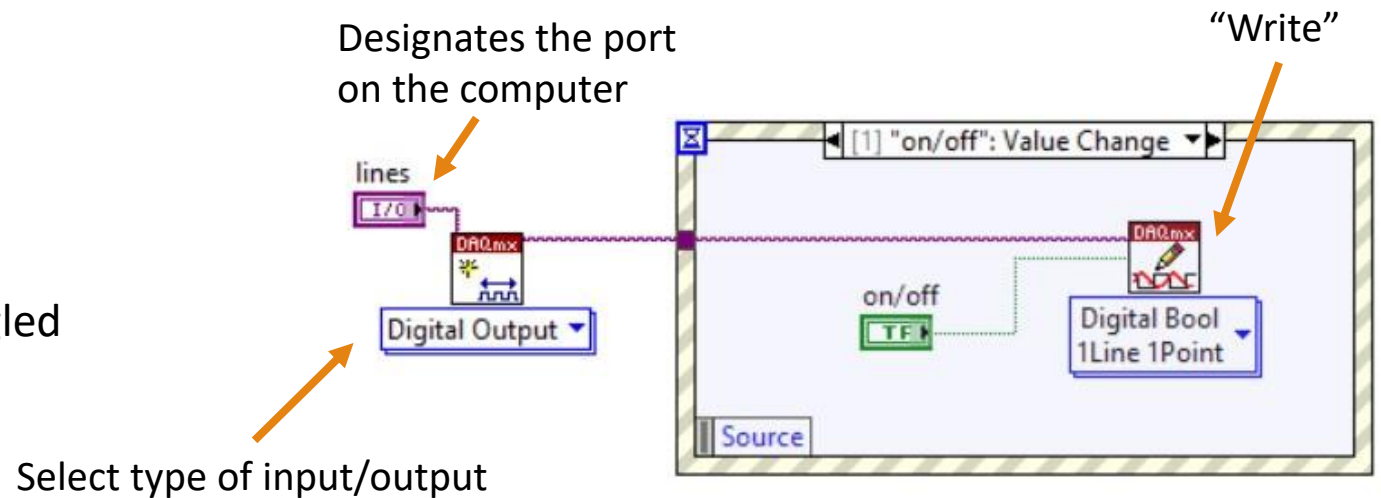 Designates the port
on the computer
“Write”
[1] "on/off": Value Change
lines
I/O
DAQmx
DAQmx
on/off
TF
Digital Output
Digital Bool
1Line 1Point
Source
Select type of input/output